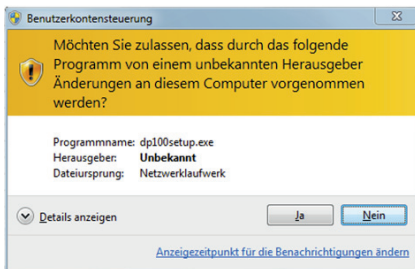 Benutzerkontensteuerung
Möchten Sie zulassen, dass durch das folgende
Programm von einem unbekannten Herausgeber
Änderungen an diesem Computer vorgenommen
werden?
Programmname: dp100setup.exe
Herausgeber: Unbekannt
Dateiursprung: Netzwerklaufwerk
Details anzeigen
Ja
Nein
Anzeigezeitpunkt für die Benachrichtigungen ändern